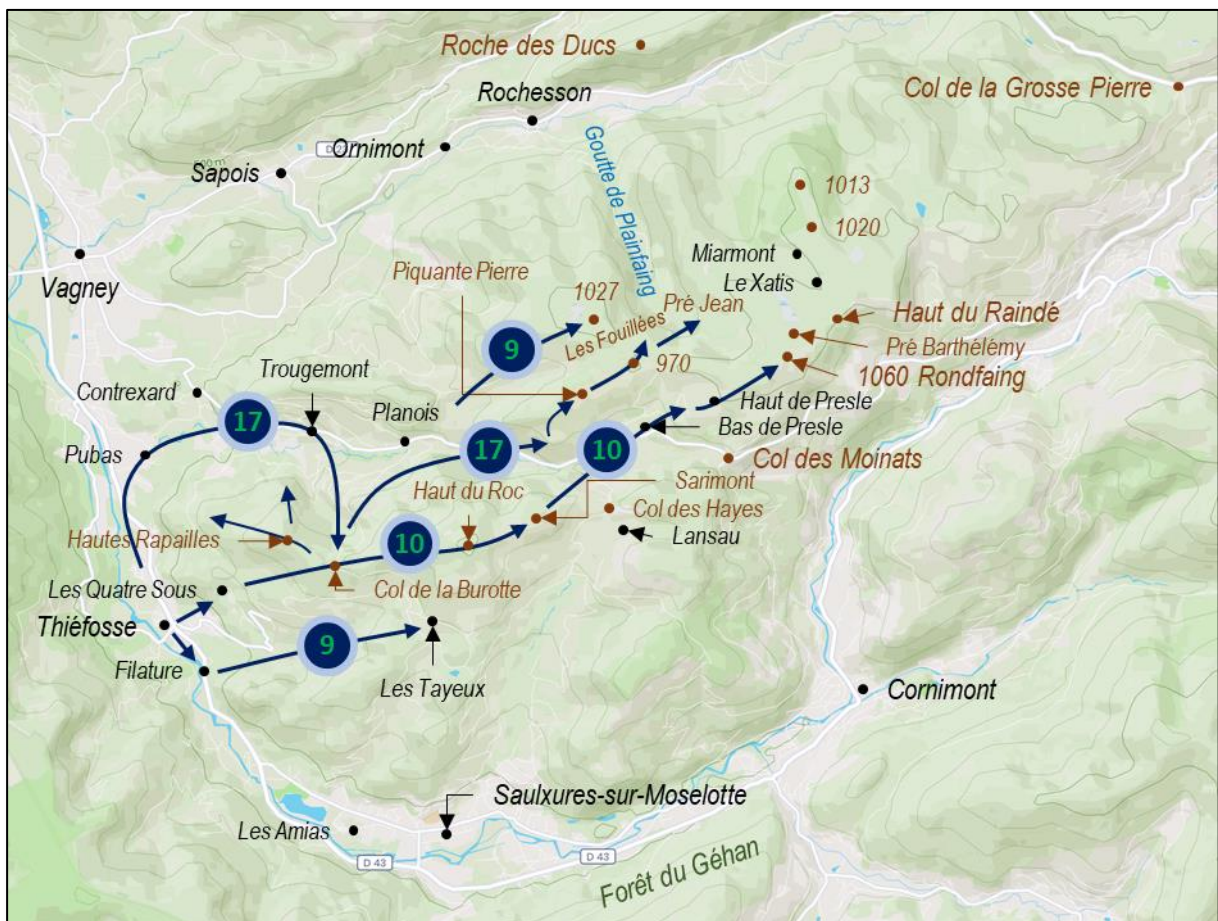 Roche des Ducs
Col de la Grosse Pierre
Rochesson
Ornimont
Sapois
Goutte de Plainfaing
1013
1020
Miarmont
Le Xatis
Vagney
Piquante Pierre
1027
Les Fouillées
Pré Jean
Haut du Raindé
9
Pré Barthélémy
970
1060 Rondfaing
Trougemont
Contrexard
Planois
Haut de Presle
17
Bas de Presle
Pubas
17
10
Col des Moinats
Haut du Roc
Sarimont
Col des Hayes
Hautes Rapailles
10
Lansau
Les Quatre Sous
Col de la Burotte
Thiéfosse
9
Filature
Les Tayeux
Cornimont
Saulxures-sur-Moselotte
Les Amias
D 43
D 43
Forêt du Géhan